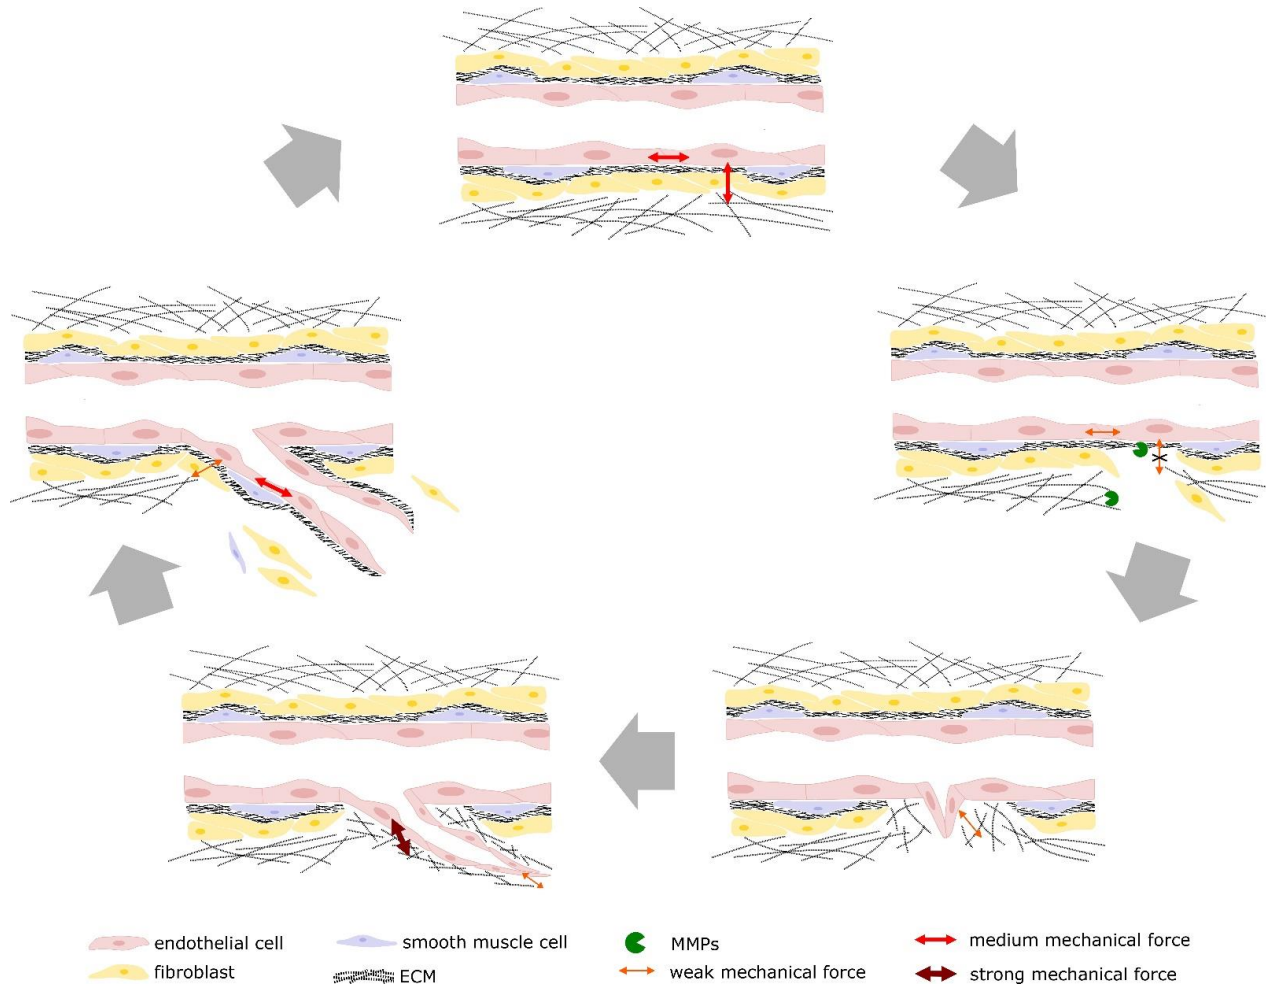 endothelial cell
smooth muscle cell
MMPs
medium mechanical force
fibroblast
ECM
weak mechanical force
strong mechanical force